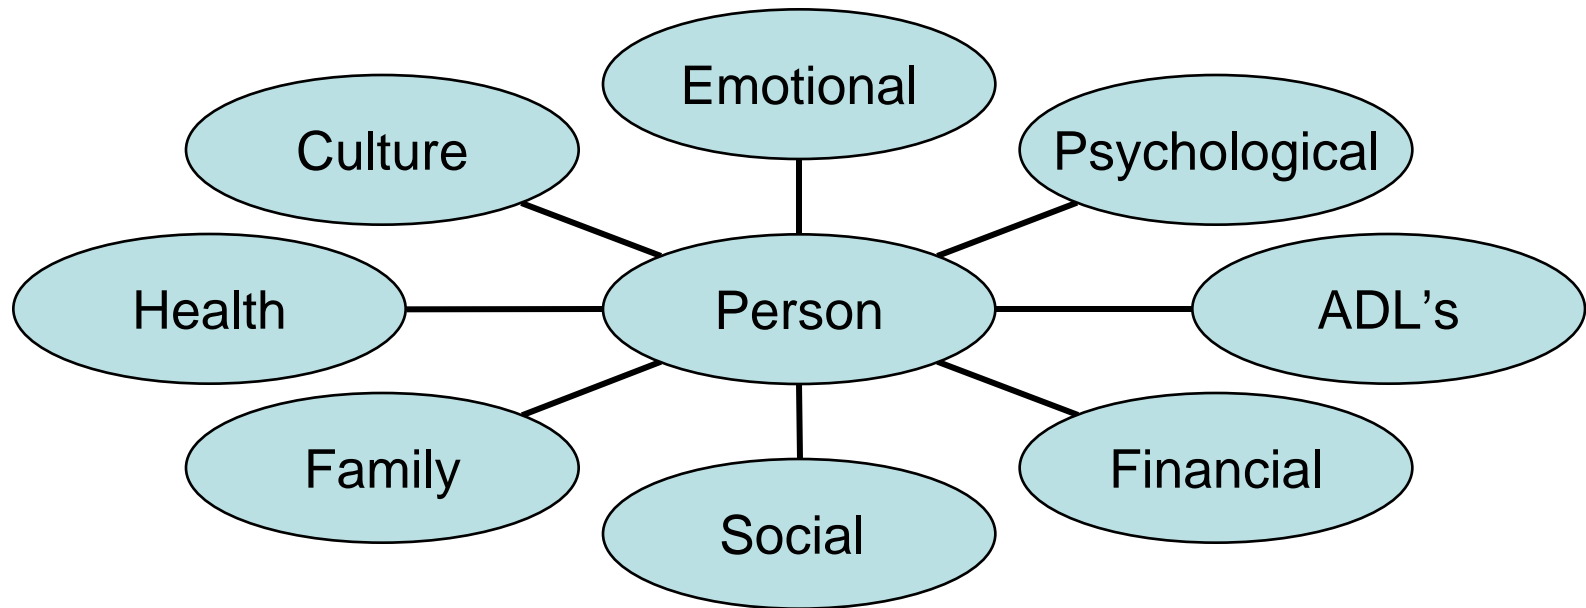 Emotional
Culture
Psychological
Health
Person
ADL’s
Family
Financial
Social